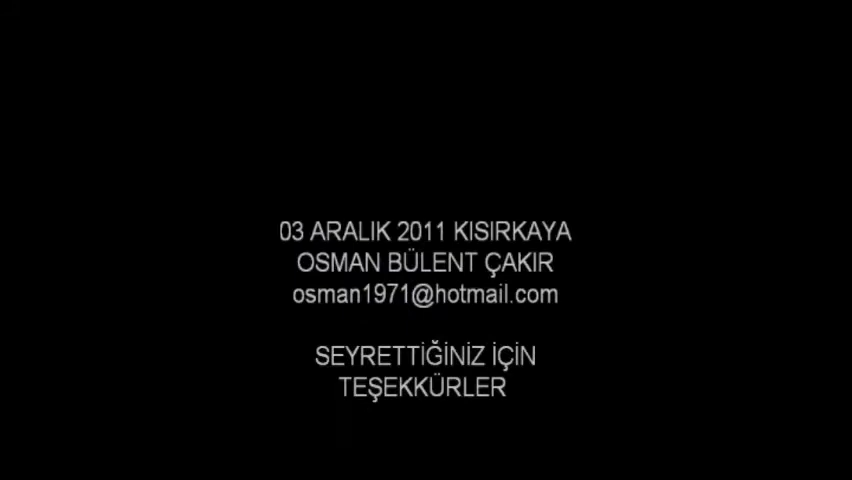 03 ARALIK 2011 KISIRKAYA
OSMAN BÜLENT ÇAKIR
osman1971@hotmail.com
SEYRETTİĞİNİZ İÇİN
TEŞEKKÜRLER